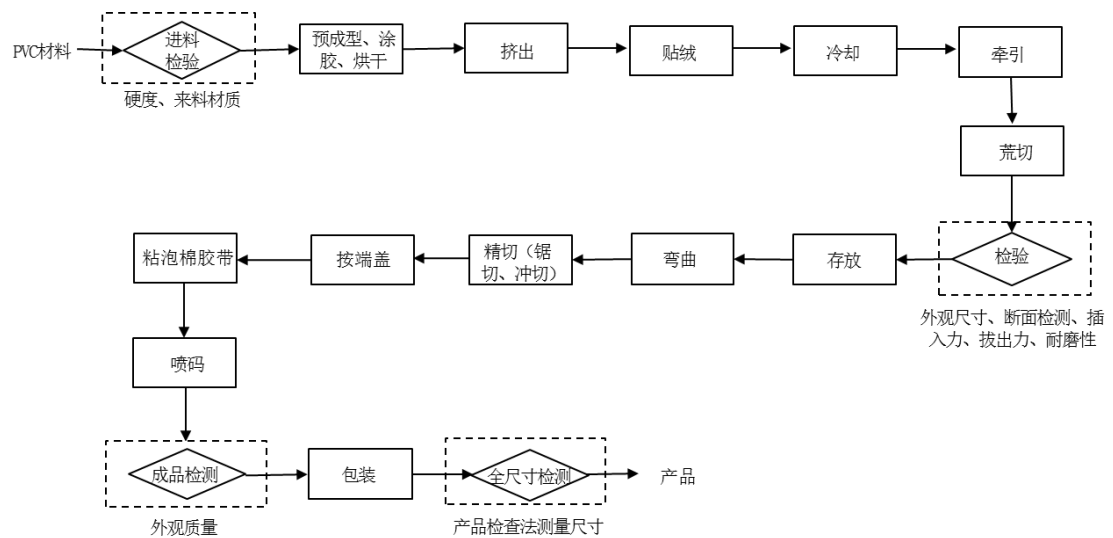 PVC材料
进料
检验
硬度、来料材质
预成型、涂
胶、烘干
挤出
贴绒
冷却
牵引
荒切
检验
外观尺寸、断面检测、插
入力、拔出力、耐磨性
存放
弯曲
精切（锯
切、冲切）
按端盖
粘泡棉胶带
喷码
成品检测
外观质量
包装
全尺寸检测
产品检查法测量尺寸
产品